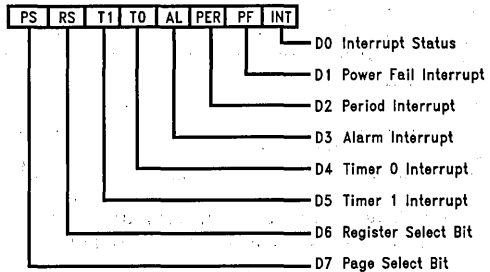 PS RS T1 T0 AL PER PF INT
D0 Interrupt Status
D1 Power Fail Interrupt
D2 Period Interrupt
D3 Alarm Interrupt
D4 Timer 0 Interrupt
D5 Timer 1 Interrupt
D6 Register Select Bit
D7 Page Select Bit